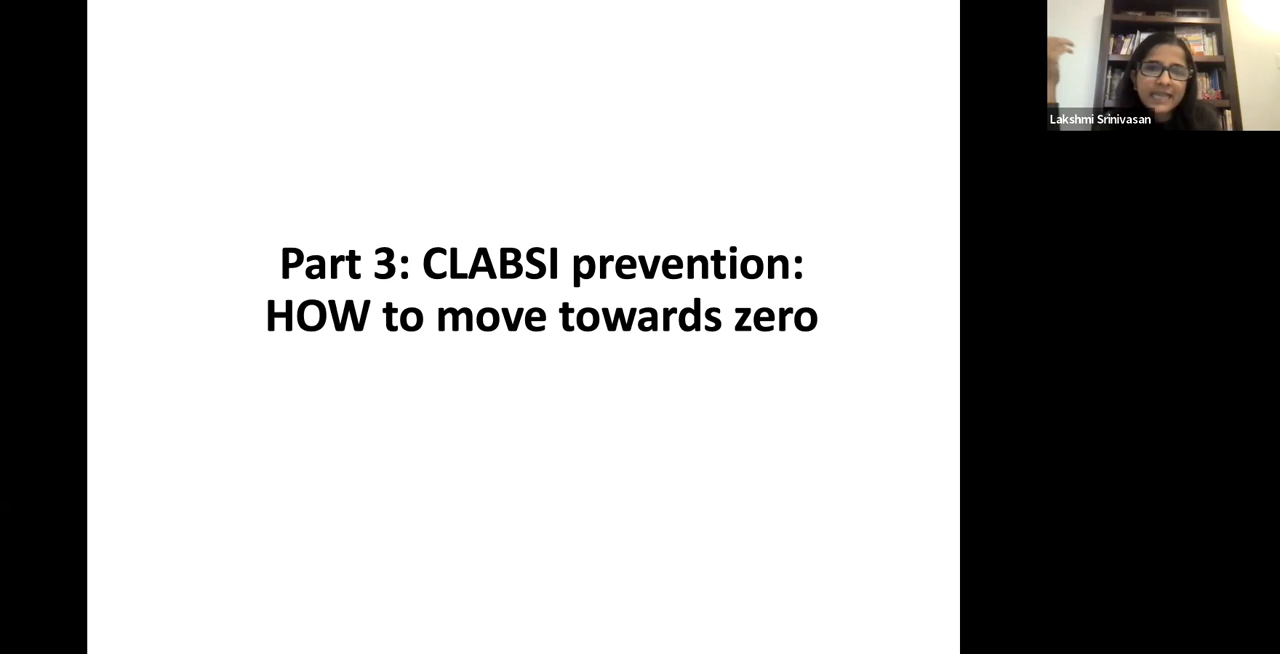 Part 3: CLABSI prevention:
HOW to move towards zero
Lakshmi Srinivasan